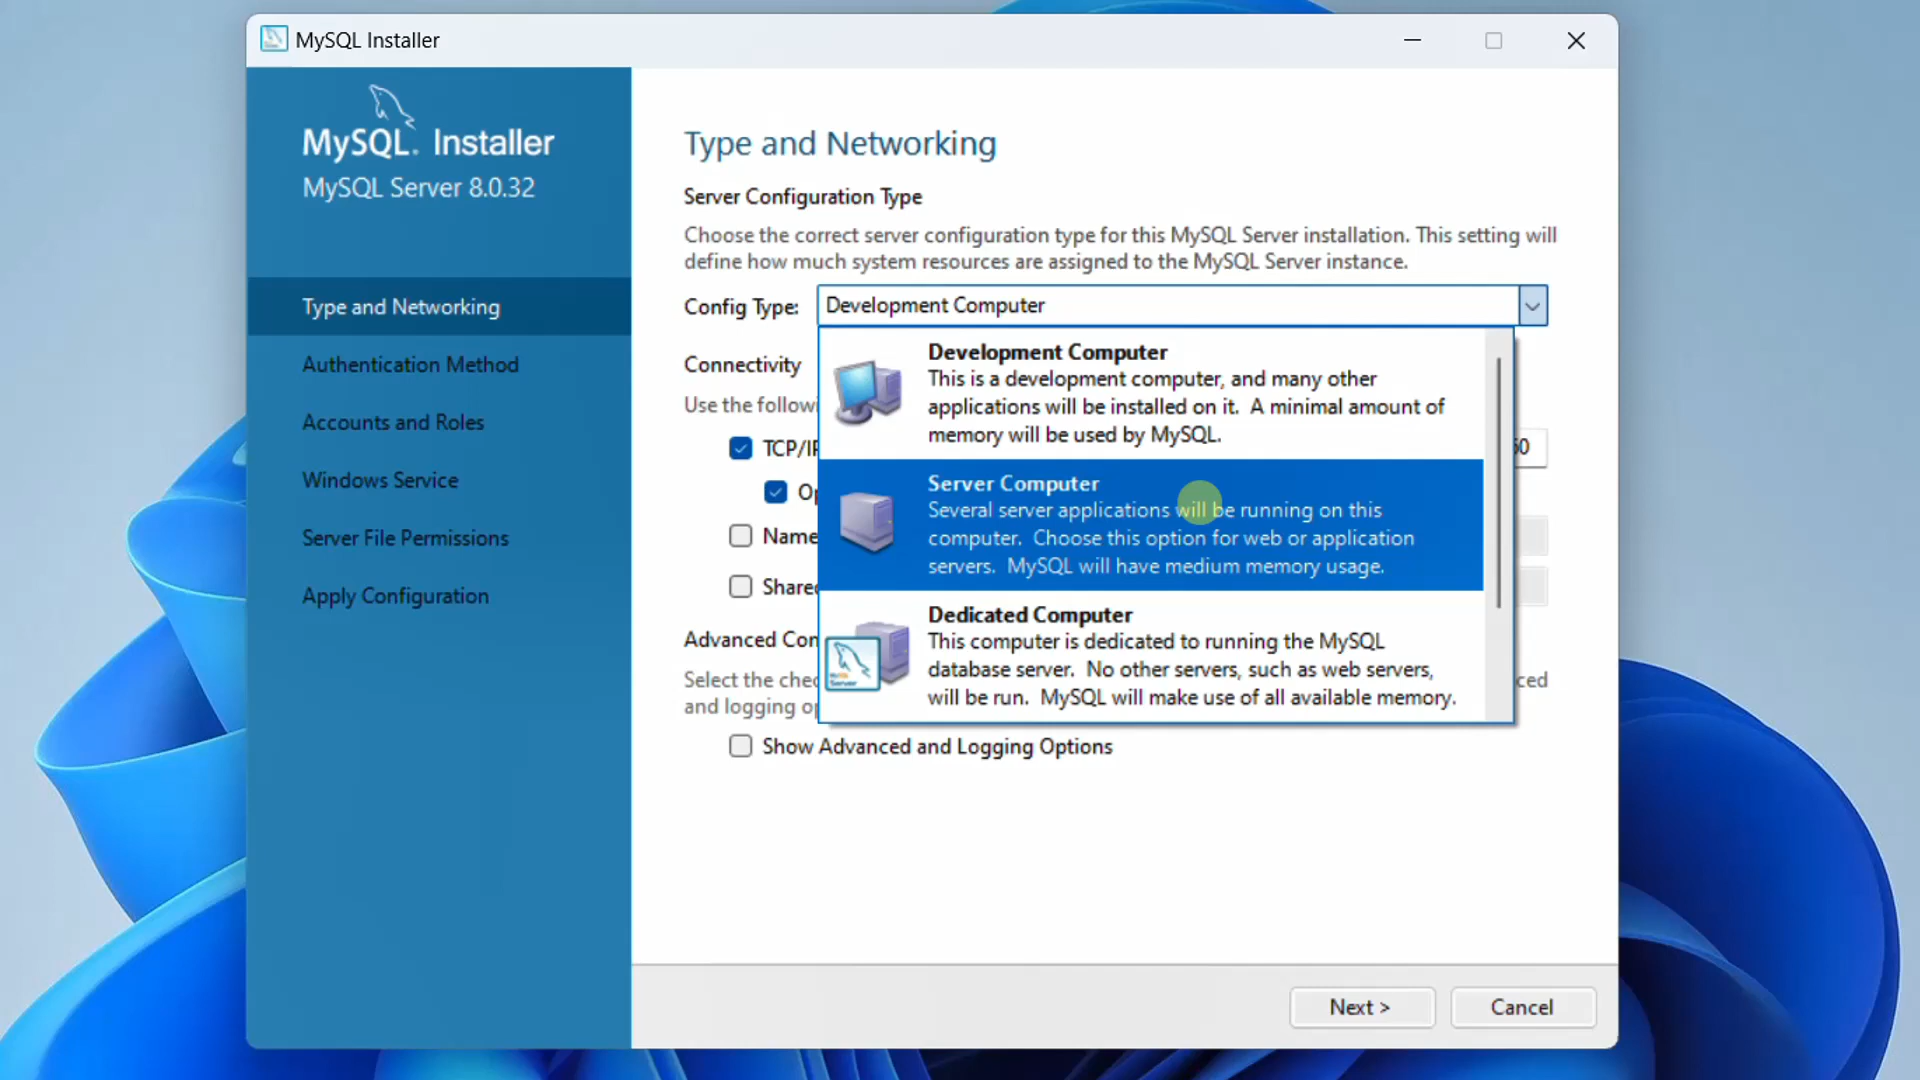 MySQL Installer
MySQL. Installer
MySQL Server 8.0.32
Type and Networking
Authentication Method
Accounts and Roles
Windows Service
Server File Permissions
Apply Configuration
Type and Networking
Server Configuration Type
Choose the correct server configuration type for this MySQL Server installation. This setting will
define how much system resources are assigned to the MySQL Server instance.
Config Type: Development Computer
Development Computer
This is a development computer, and many other
applications will be installed on it. A minimal amount of
memory will be used by MySQL.
Server Computer
Several server applications will be running on this
computer. Choose this option for web or application
servers. MySQL will have medium memory usage.
Dedicated Computer
This computer is dedicated to running the MySQL
database server. No other servers, such as web servers,
will be run. MySQL will make use of all available memory.
Connectivity
Use the followi
TCP/IP
Op
60
Name
Shared
Advanced Con
Select the chec
ced
and logging op
Show Advanced and Logging Options
Next >
Cancel